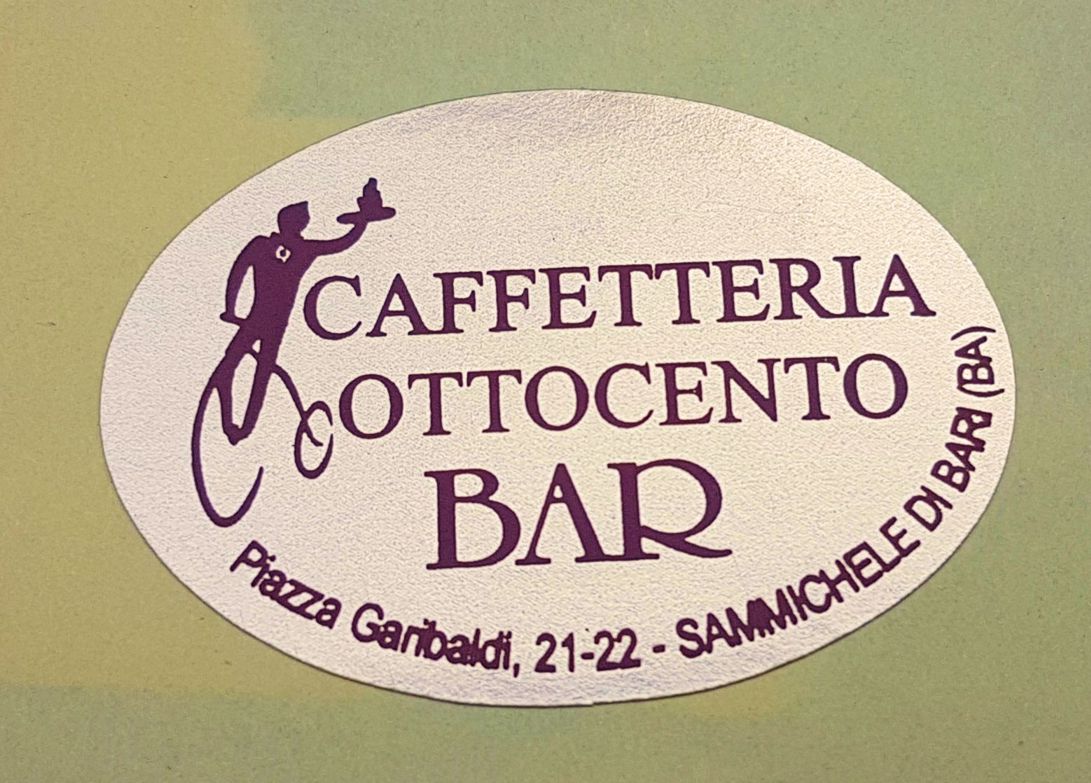 CAFFETTERIA
OTTOCENTO
BAR
Piazza Garibaldi, 21-22 - SAMMICHELE DI BARI (BA)